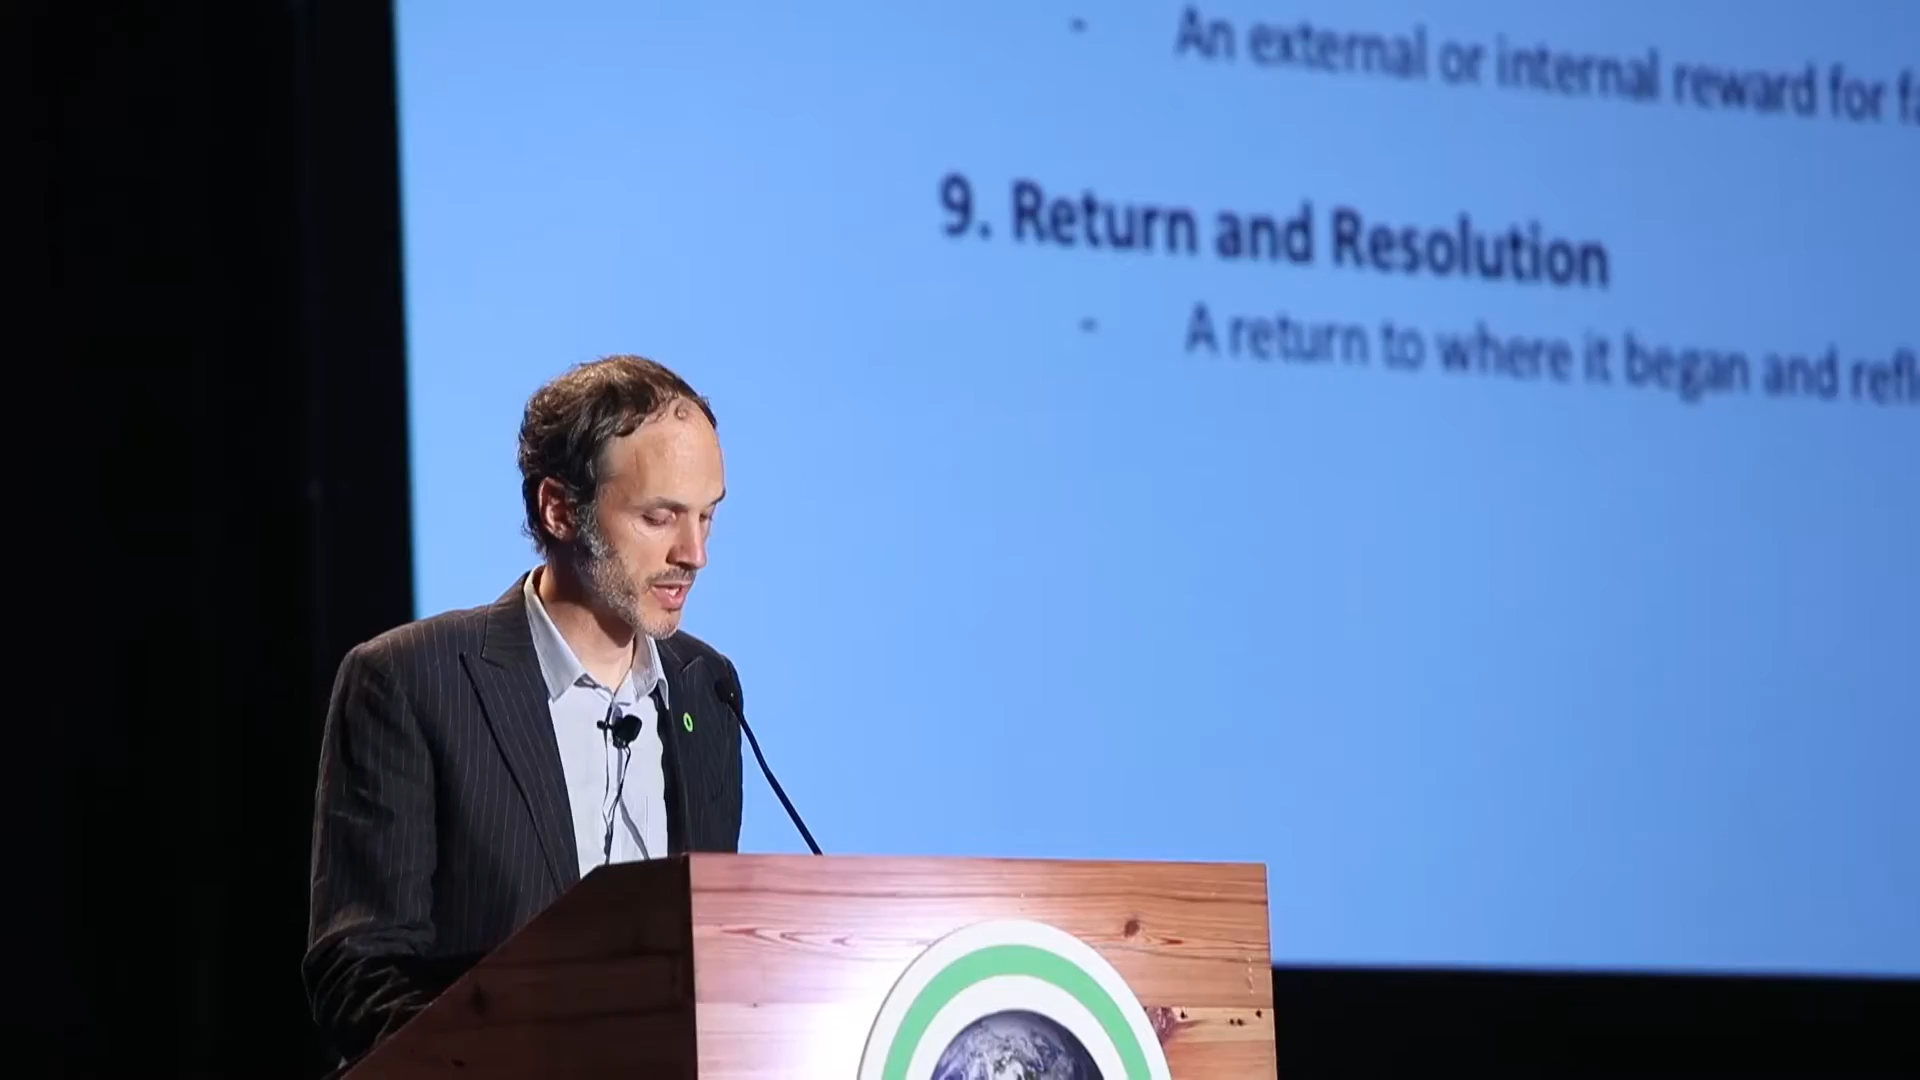 - An external or internal reward for
9. Return and Resolution
- A return to where it began and